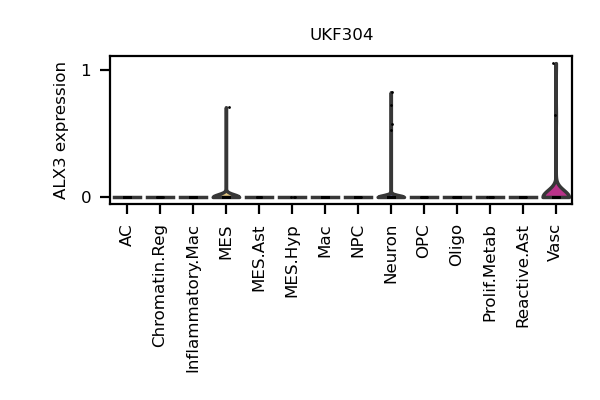 UKF304
ALX3 expression
1
0
AC
Chromatin.Reg
Inflammatory.Mac
MES
MES.Ast
MES.Hyp
Mac
NPC
Neuron
OPC
Oligo
Prolif.Metab
Reactive.Ast
Vasc